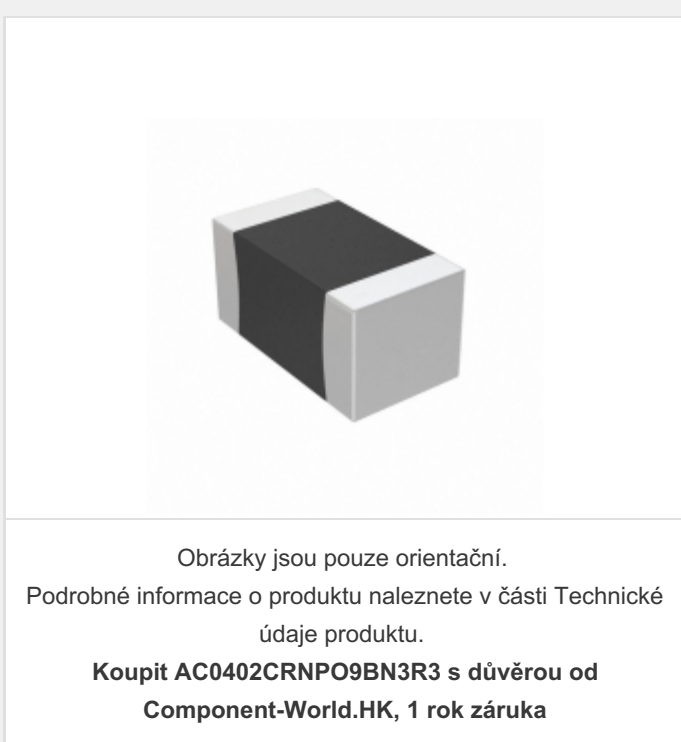 Obrázky jsou pouze orientační.
Podrobné informace o produktu naleznete v části Technické
údaje produktu.
Koupit AC0402CRNPO9BN3R3 s důvěrou od
Component-World.HK, 1 rok záruka